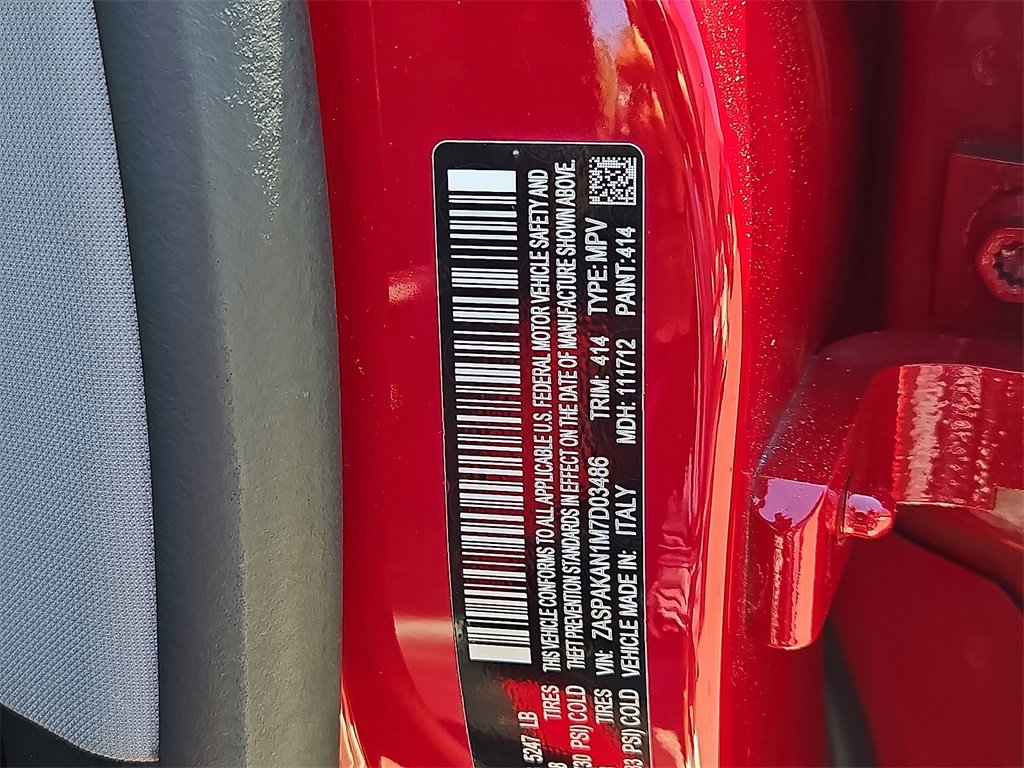 5247 LB
TIRES
THIS VEHICLE CONFORMS TO ALL APPLICABLE U.S. FEDERAL MOTOR VEHICLE SAFETY AND
30 PSI) COLD
THEFT PREVENTION STANDARDS IN EFFECT ON THE DATE OF MANUFACTURE SHOWN ABOVE.
TIRES
VIN: ZASPAKAN1M7D03486 TRIM: 414 TYPE: MPV
33 PSI) COLD
VEHICLE MADE IN: ITALY MDH: 111712 PAINT: 414